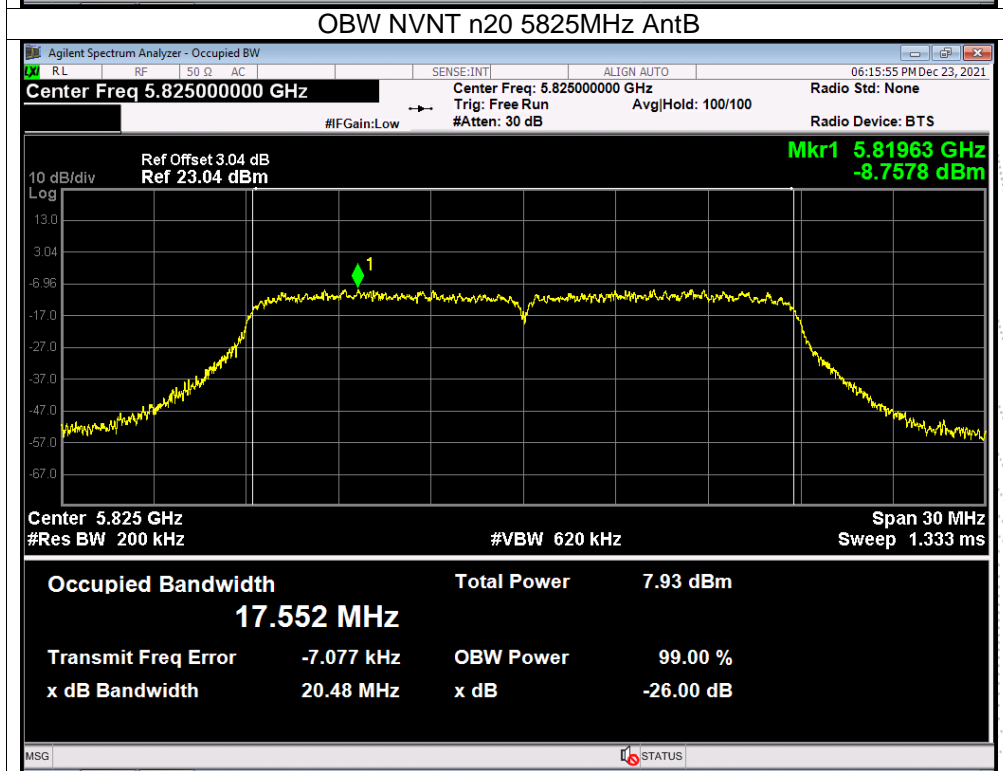 OBW NVNT n20 5825MHz AntB
Agilent Spectrum Analyzer - Occupied BW
LXI RL RF 50 Ω AC SENSE:INT ALIGN AUTO 06:15:55 PM Dec 23, 2021
Center Freq 5.825000000 GHz Center Freq: 5.825000000 GHz Radio Std: None
Trig: Free Run Avg|Hold: 100/100
#IFGain:Low #Atten: 30 dB Radio Device: BTS
Mkr1 5.81963 GHz
-8.7578 dBm
Ref Offset 3.04 dB
10 dB/div Ref 23.04 dBm
Log
13.0
3.04
1
-6.96
-17.0
-27.0
-37.0
-47.0
-57.0
-67.0
Center 5.825 GHz Span 30 MHz
#Res BW 200 kHz #VBW 620 kHz Sweep 1.333 ms
Occupied Bandwidth Total Power 7.93 dBm
17.552 MHz
Transmit Freq Error -7.077 kHz OBW Power 99.00 %
x dB Bandwidth 20.48 MHz x dB -26.00 dB
MSG STATUS